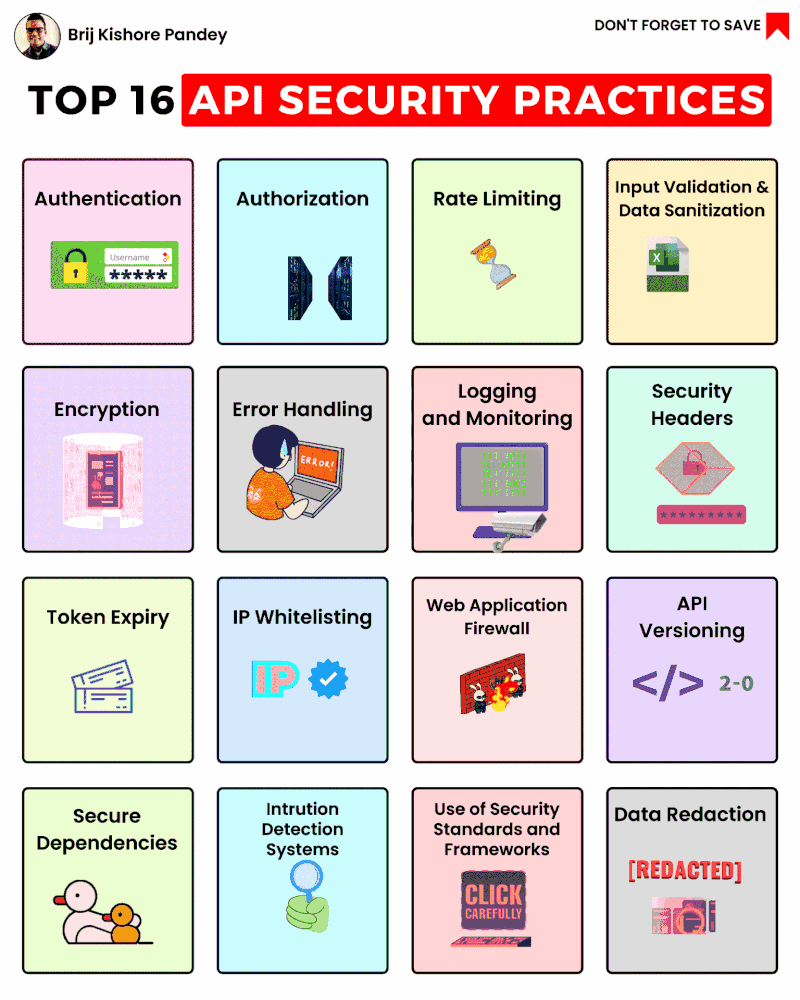 Brij Kishore Pandey
DON'T FORGET TO SAVE
TOP 16 API SECURITY PRACTICES
Authentication
Username
*****
Authorization
Rate Limiting
Input Validation &
Data Sanitization
X
Encryption
Error Handling
ERROR!
Logging
and Monitoring
Security
Headers
*********
Token Expiry
IP Whitelisting
IP
Web Application
Firewall
API
Versioning
</> 2-0
Secure
Dependencies
Intrution
Detection
Systems
Use of Security
Standards and
Frameworks
CLICK
CAREFULLY
Data Redaction
[REDACTED]